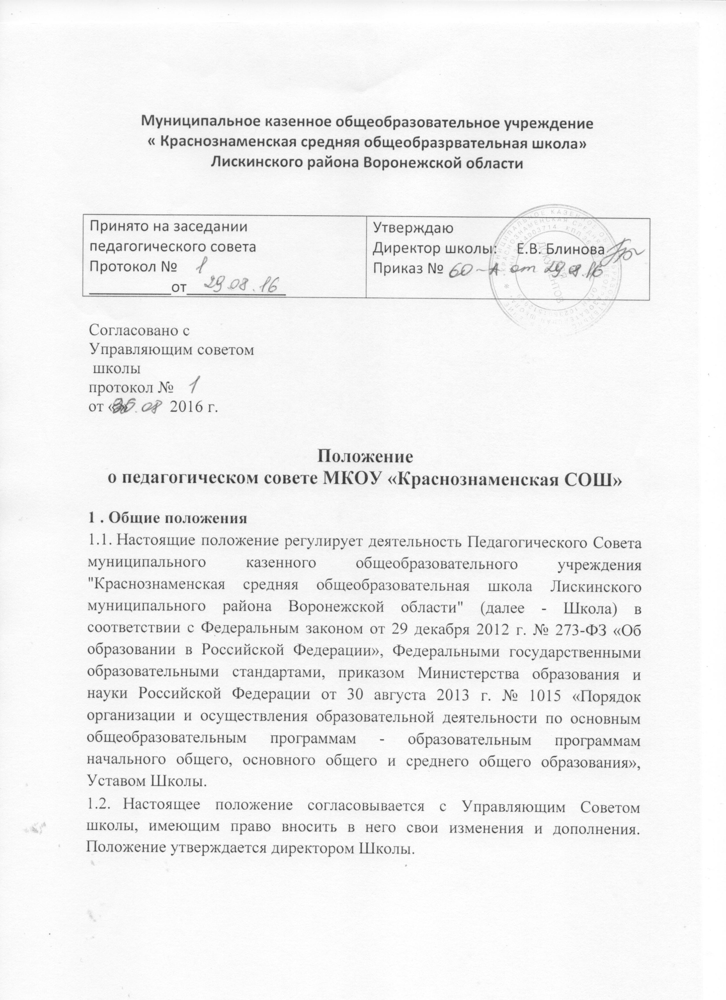 Муниципальное казенное общеобразовательное учреждение
« Краснознаменская средняя общеобразрвательная школа»
Лискинского района Воронежской области
Принято на заседании
педагогического совета
Протокол № 1
от 29.08.16
Утверждаю
Директор школы: Е.В. Блинова
Приказ № 60-А от 29.08.16
МУНИЦИПАЛЬНОЕ КАЗЕННОЕ
КРАСНОЗНАМЕНСКАЯ СРЕДНЯЯ
ДОКУМЕНТОВ
Согласовано с
Управляющим советом
школы
протокол № 1
от « » 08 2016 г.
Положение
о педагогическом совете МКОУ «Краснознаменская СОШ»
1 . Общие положения
1.1. Настоящие положение регулирует деятельность Педагогического Совета
муниципального казенного общеобразовательного учреждения
"Краснознаменская средняя общеобразовательная школа Лискинского
муниципального района Воронежской области" (далее - Школа) в
соответствии с Федеральным законом от 29 декабря 2012 г. № 273-ФЗ «Об
образовании в Российской Федерации», Федеральными государственными
образовательными стандартами, приказом Министерства образования и
науки Российской Федерации от 30 августа 2013 г. № 1015 «Порядок
организации и осуществления образовательной деятельности по основным
общеобразовательным программам - образовательным программам
начального общего, основного общего и среднего общего образования»,
Уставом Школы.
1.2. Настоящее положение согласовывается с Управляющим Советом
школы, имеющим право вносить в него свои изменения и дополнения.
Положение утверждается директором Школы.